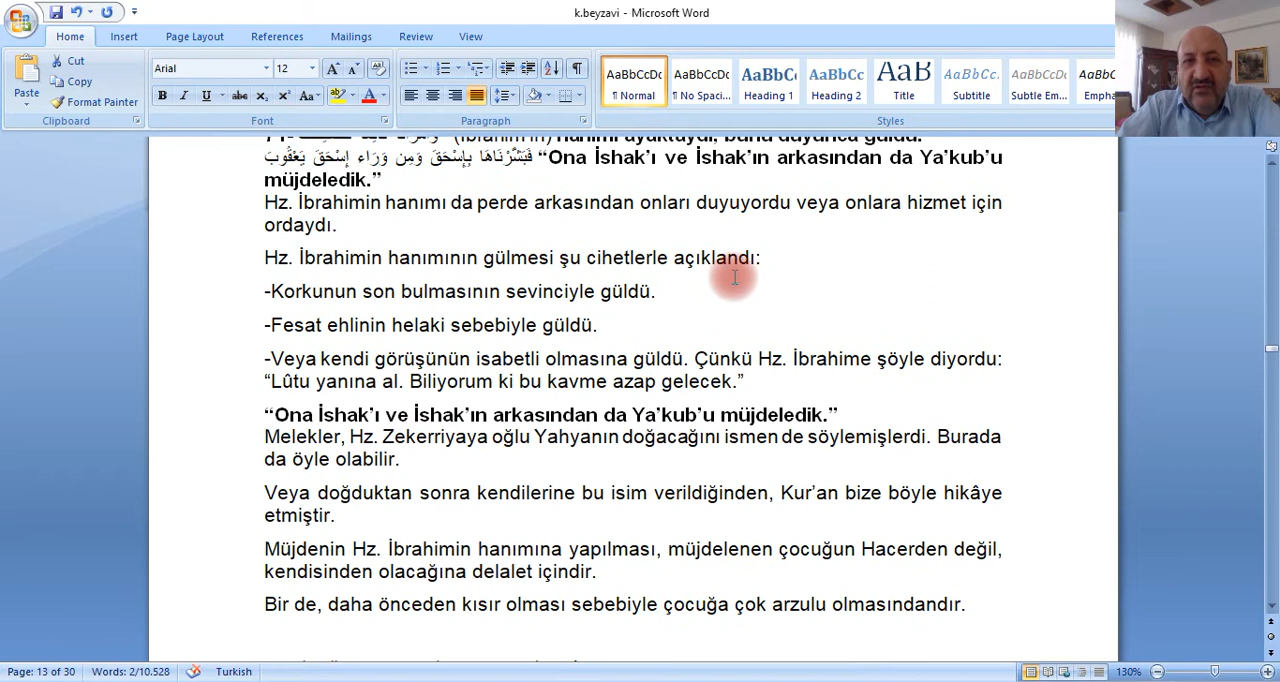 k.beyzavi - Microsoft Word
Home Insert Page Layout References Mailings Review View
Paste
Cut
Copy
Format Painter
Clipboard
Arial 12
Font
Paragraph
AaBbCcDc AaBbCcDc AaBbCc AaBbCc AaB AaBbCc. AaBbCcDc AaBbCc
¶ Normal ¶ No Spaci... Heading 1 Heading 2 Title Subtitle Subtle Em... Empha
Styles
(İbrahim'in) hanımı ayaktaydı, bunu duyunca güldü.
فَبَشَّرْنَاهَا بِإِسْحَقَ وَمِن وَرَاء إِسْحَقَ يَعْقُوبَ “Ona İshak’ı ve İshak’ın arkasından da Ya’kub’u
müjdeledik.”
Hz. İbrahimin hanımı da perde arkasından onları duyuyordu veya onlara hizmet için
ordaydı.
Hz. İbrahimin hanımının gülmesi şu cihetlerle açıklandı:
-Korkunun son bulmasının sevinciyle güldü.
-Fesat ehlinin helaki sebebiyle güldü.
-Veya kendi görüşünün isabetli olmasına güldü. Çünkü Hz. İbrahime şöyle diyordu:
“Lûtu yanına al. Biliyorum ki bu kavme azap gelecek.”
“Ona İshak’ı ve İshak’ın arkasından da Ya’kub’u müjdeledik.”
Melekler, Hz. Zekerriyaya oğlu Yahyanın doğacağını ismen de söylemişlerdi. Burada
da öyle olabilir.
Veya doğduktan sonra kendilerine bu isim verildiğinden, Kur’an bize böyle hikâye
etmiştir.
Müjdenin Hz. İbrahimin hanımına yapılması, müjdelenen çocuğun Hacerden değil,
kendisinden olacağına delalet içindir.
Bir de, daha önceden kısır olması sebebiyle çocuğa çok arzulu olmasındandır.
Page: 13 of 30 Words: 2/10.528 Turkish 130%